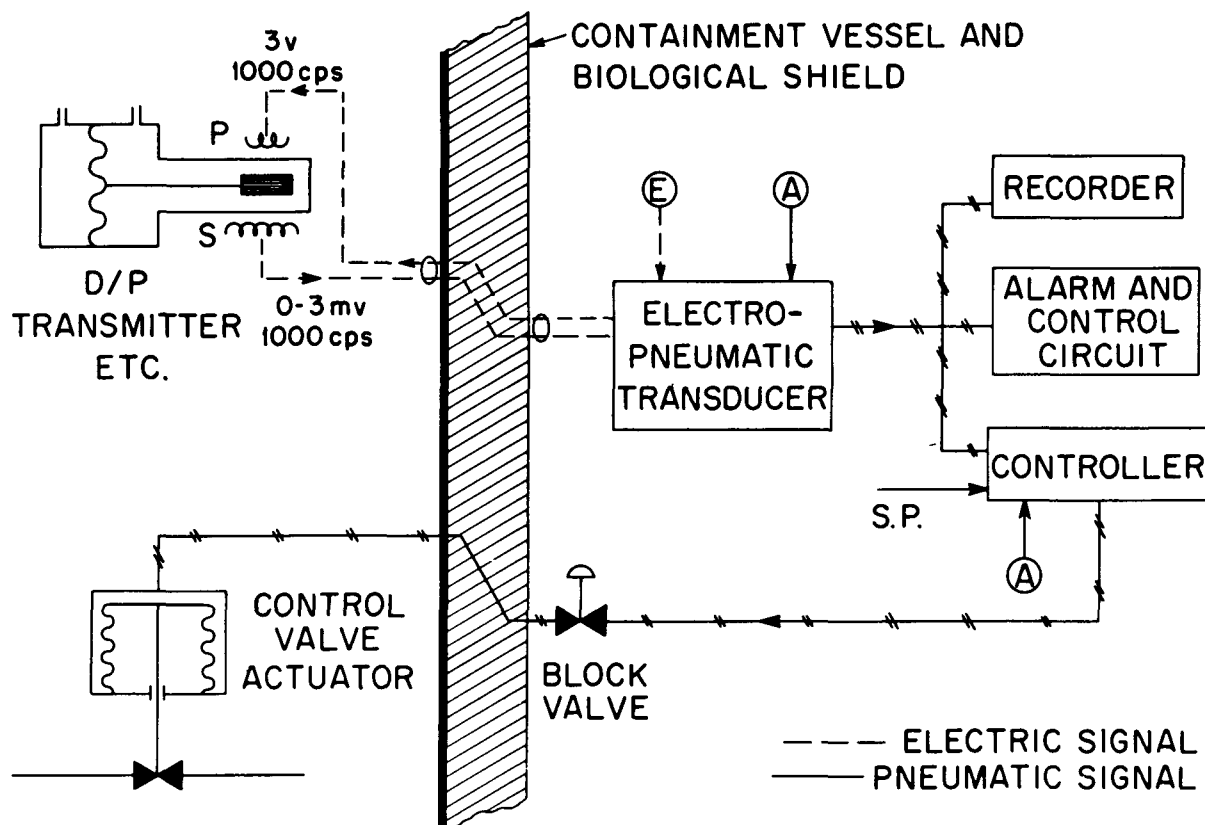 3v
1000 cps
CONTAINMENT VESSEL AND
BIOLOGICAL SHIELD
P
S
D/P
TRANSMITTER
ETC.
0-3 mv
1000 cps
E
A
ELECTRO-
PNEUMATIC
TRANSDUCER
RECORDER
ALARM AND
CONTROL
CIRCUIT
CONTROLLER
S.P.
A
CONTROL
VALVE
ACTUATOR
BLOCK
VALVE
ELECTRIC SIGNAL
PNEUMATIC SIGNAL